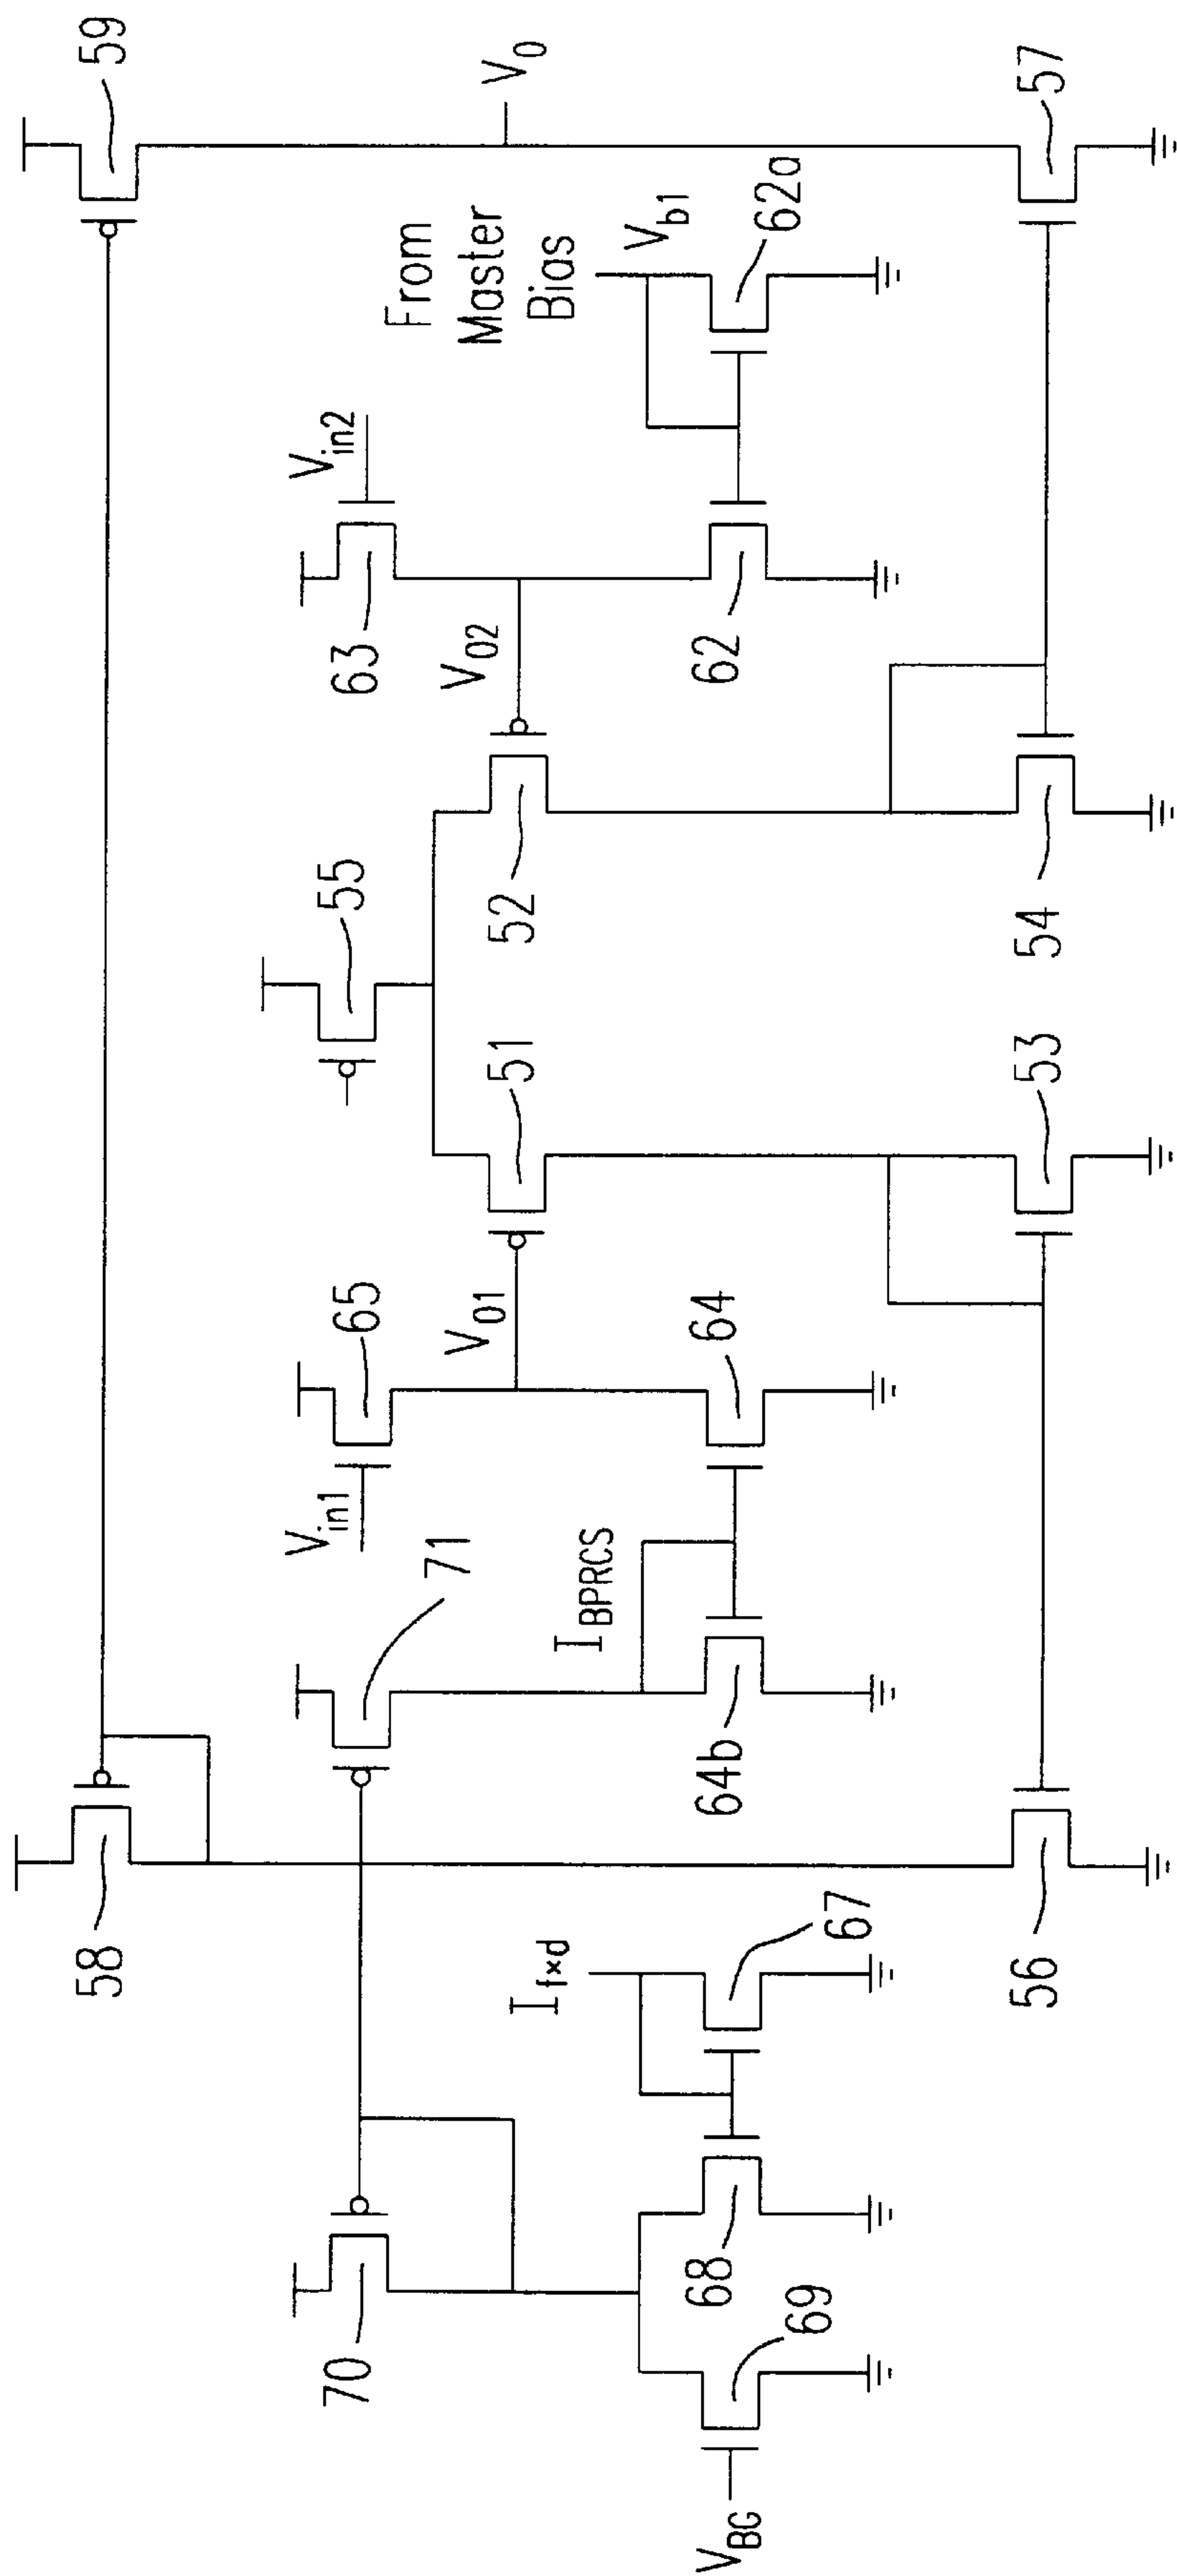 59
V0
57
Vb1
62a
From
Master
Bias
Vin2
63
V02
62
55
52
54
51
53
65
V01
64
Vin1
71
IBPRCS
64b
58
If×d
67
56
70
68
69
VBG